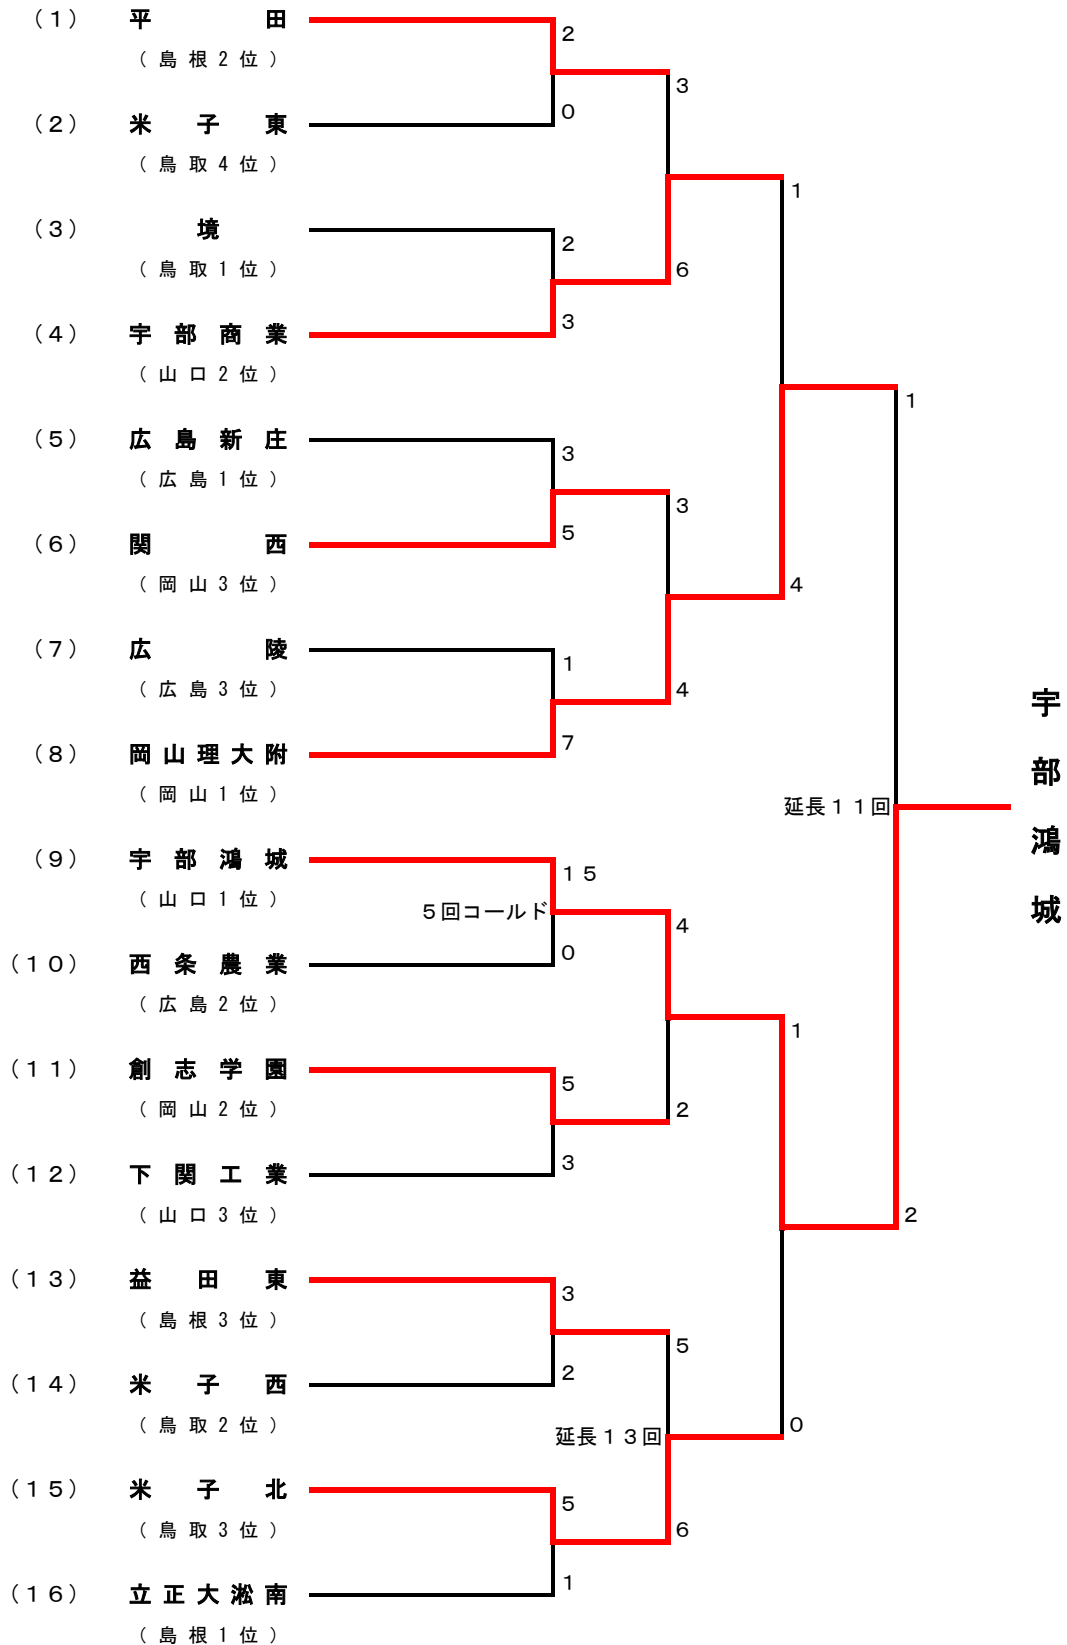 （１） 平田 2
（島根2位） 3
（２） 米子東 0
（鳥取4位） 1
（３） 境 2
（鳥取1位） 6
（４） 宇部商業 3
（山口2位） 1
（５） 広島新庄 3
（広島1位） 3
（６） 関西 5
（岡山3位） 4
（７） 広陵 1
（広島3位） 4
（８） 岡山理大附 7
（岡山1位） 延長１１回
宇部鴻城
（９） 宇部鴻城 １５
（山口1位） ５回コールド 4
（１０） 西条農業 0
（広島2位） 1
（１１） 創志学園 5
（岡山2位） 2
（１２） 下関工業 3
（山口3位） 2
（１３） 益田東 3
（島根3位） 5
（１４） 米子西 2
（鳥取2位） 延長１３回 0
（１５） 米子北 5
（鳥取3位） 6
（１６） 立正大淞南 1
（島根1位）